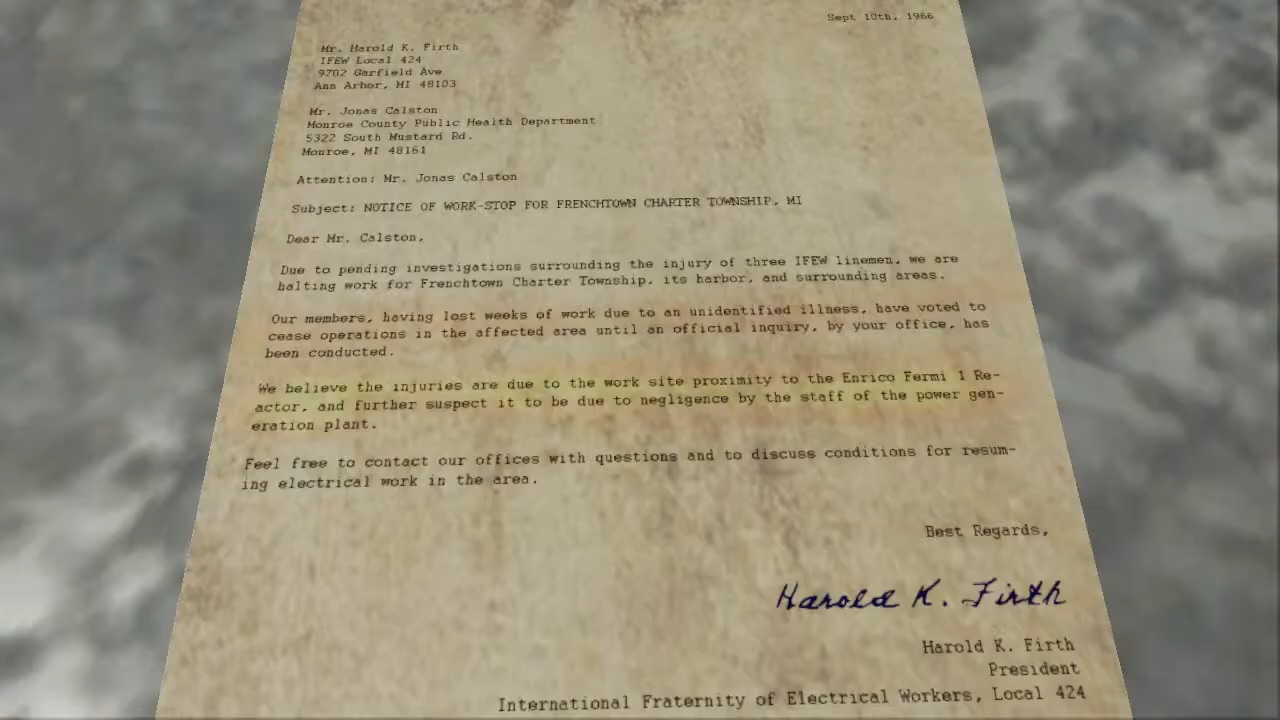 Sept 10th, 1966
Mr. Harold K. Firth
IFEW Local 424
9702 Garfield Ave
Ann Arbor, MI 48103
Mr. Jonas Calston
Monroe County Public Health Department
5322 South Mustard Rd.
Monroe, MI 48161
Attention: Mr. Jonas Calston
Subject: NOTICE OF WORK-STOP FOR FRENCHTOWN CHARTER TOWNSHIP, MI
Dear Mr. Calston,
Due to pending investigations surrounding the injury of three IFEW linemen, we are
halting work for Frenchtown Charter Township, its harbor, and surrounding areas.
Our members, having lost weeks of work due to an unidentified illness, have voted to
cease operations in the affected area until an official inquiry, by your office, has
been conducted.
We believe the injuries are due to the work site proximity to the Enrico Fermi 1 Re-
actor, and further suspect it to be due to negligence by the staff of the power gen-
eration plant.
Feel free to contact our offices with questions and to discuss conditions for resum-
ing electrical work in the area.
Best Regards,
Harold K. Firth
Harold K. Firth
President
International Fraternity of Electrical Workers, Local 424